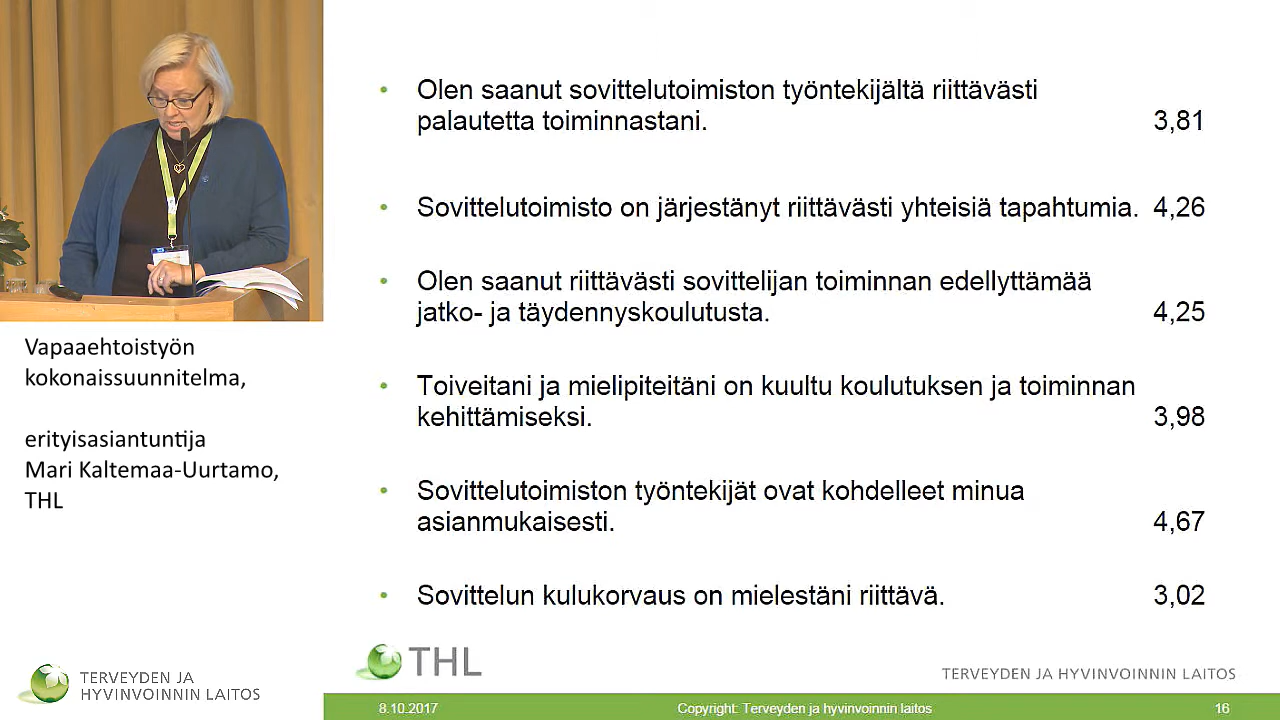 Olen saanut sovittelutoimiston työntekijältä riittävästi
palautetta toiminnastani. 3,81
Sovittelutoimisto on järjestänyt riittävästi yhteisiä tapahtumia. 4,26
Olen saanut riittävästi sovittelijan toiminnan edellyttämää
jatko- ja täydennyskoulutusta. 4,25
Toiveitani ja mielipiteitäni on kuultu koulutuksen ja toiminnan
kehittämiseksi. 3,98
Sovittelutoimiston työntekijät ovat kohdelleet minua
asianmukaisesti. 4,67
Sovittelun kulukorvaus on mielestäni riittävä. 3,02
Vapaaehtoistyön
kokonaissuunnitelma,
erityisasiantuntija
Mari Kaltemaa-Uurtamo,
THL
TERVEYDEN JA
HYVINVOINNIN LAITOS
THL
TERVEYDEN JA HYVINVOINNIN LAITOS
8.10.2017 Copyright: Terveyden ja hyvinvoinnin laitos 16